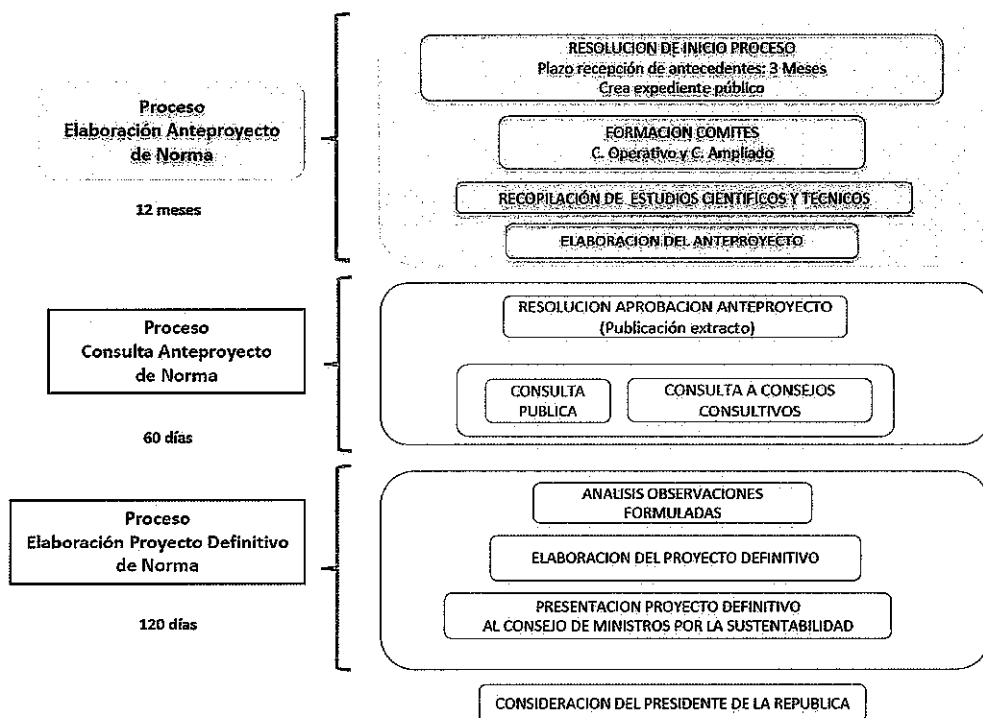 Proceso
Elaboración Anteproyecto
de Norma
12 meses
RESOLUCION DE INICIO PROCESO
Plazo recepción de antecedentes: 3 Meses
Crea expediente público
FORMACION COMITES
C. Operativo y C. Ampliado
RECOPILACIÓN DE ESTUDIOS CIENTIFICOS Y TECNICOS
ELABORACION DEL ANTEPROYECTO
Proceso
Consulta Anteproyecto
de Norma
60 días
RESOLUCION APROBACION ANTEPROYECTO
(Publicación extracto)
CONSULTA
PUBLICA
CONSULTA A CONSEJOS
CONSULTIVOS
Proceso
Elaboración Proyecto Definitivo
de Norma
120 días
ANALISIS OBSERVACIONES
FORMULADAS
ELABORACION DEL PROYECTO DEFINITIVO
PRESENTACION PROYECTO DEFINITIVO
AL CONSEJO DE MINISTROS POR LA SUSTENTABILIDAD
CONSIDERACION DEL PRESIDENTE DE LA REPUBLICA